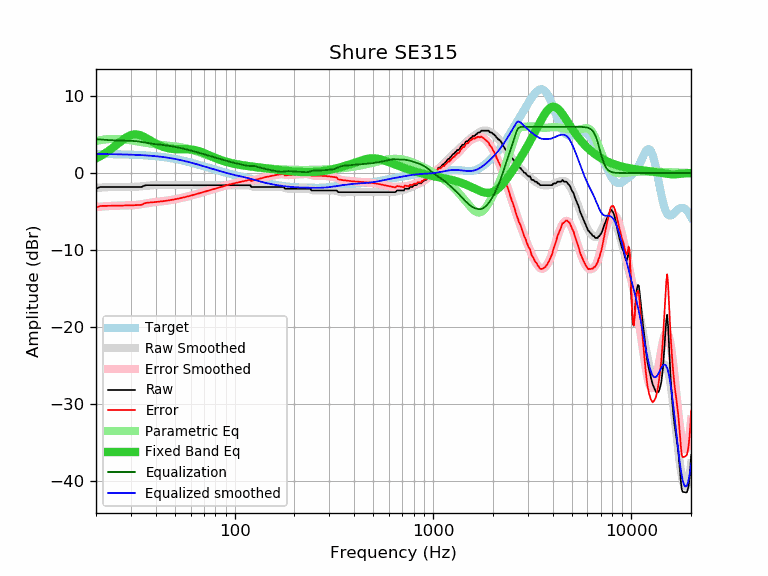 Shure SE315
Amplitude (dBr)
10
0
−10
−20
−30
−40
Target
Raw Smoothed
Error Smoothed
Raw
Error
Parametric Eq
Fixed Band Eq
Equalization
Equalized smoothed
100
1000
10000
Frequency (Hz)